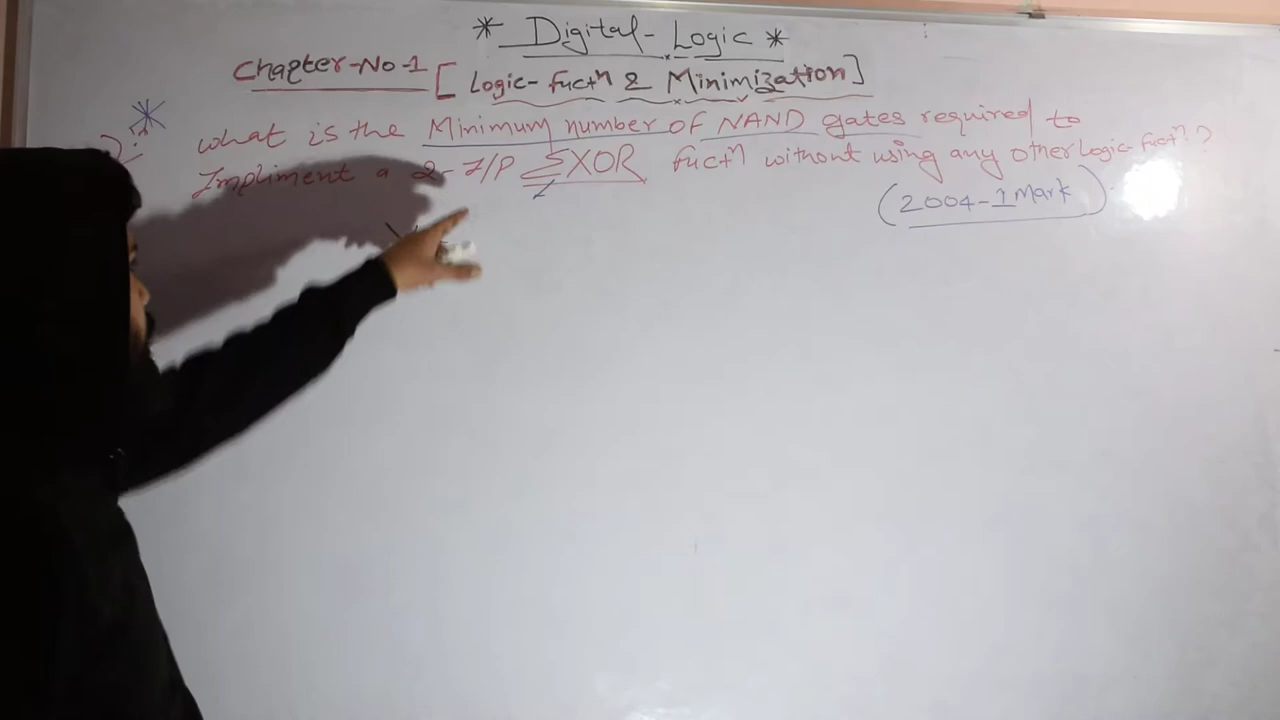 * Digital-Logic *
Chapter-No-1 [Logic-fuctⁿ & Minimization]
Q: What is the Minimum number of NAND gates required to
Impliment a 2-I/P EXOR fuctⁿ without using any other Logic-fuctⁿ?
(2004-1Mark)